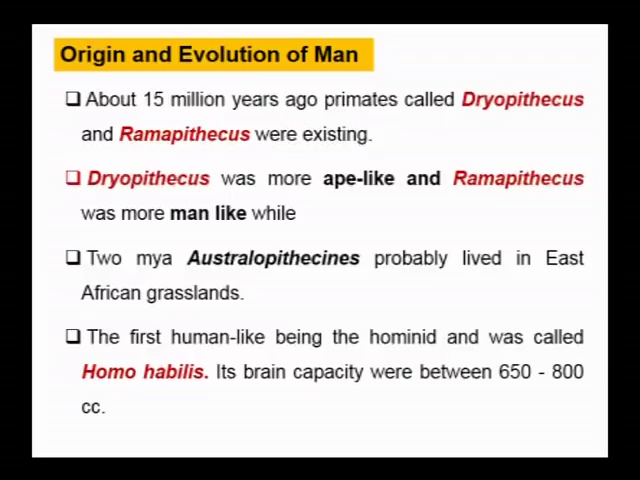 Origin and Evolution of Man
❑ About 15 million years ago primates called Dryopithecus
and Ramapithecus were existing.
❑ Dryopithecus was more ape-like and Ramapithecus
was more man like while
❑ Two mya Australopithecines probably lived in East
African grasslands.
❑ The first human-like being the hominid and was called
Homo habilis. Its brain capacity were between 650 - 800
cc.